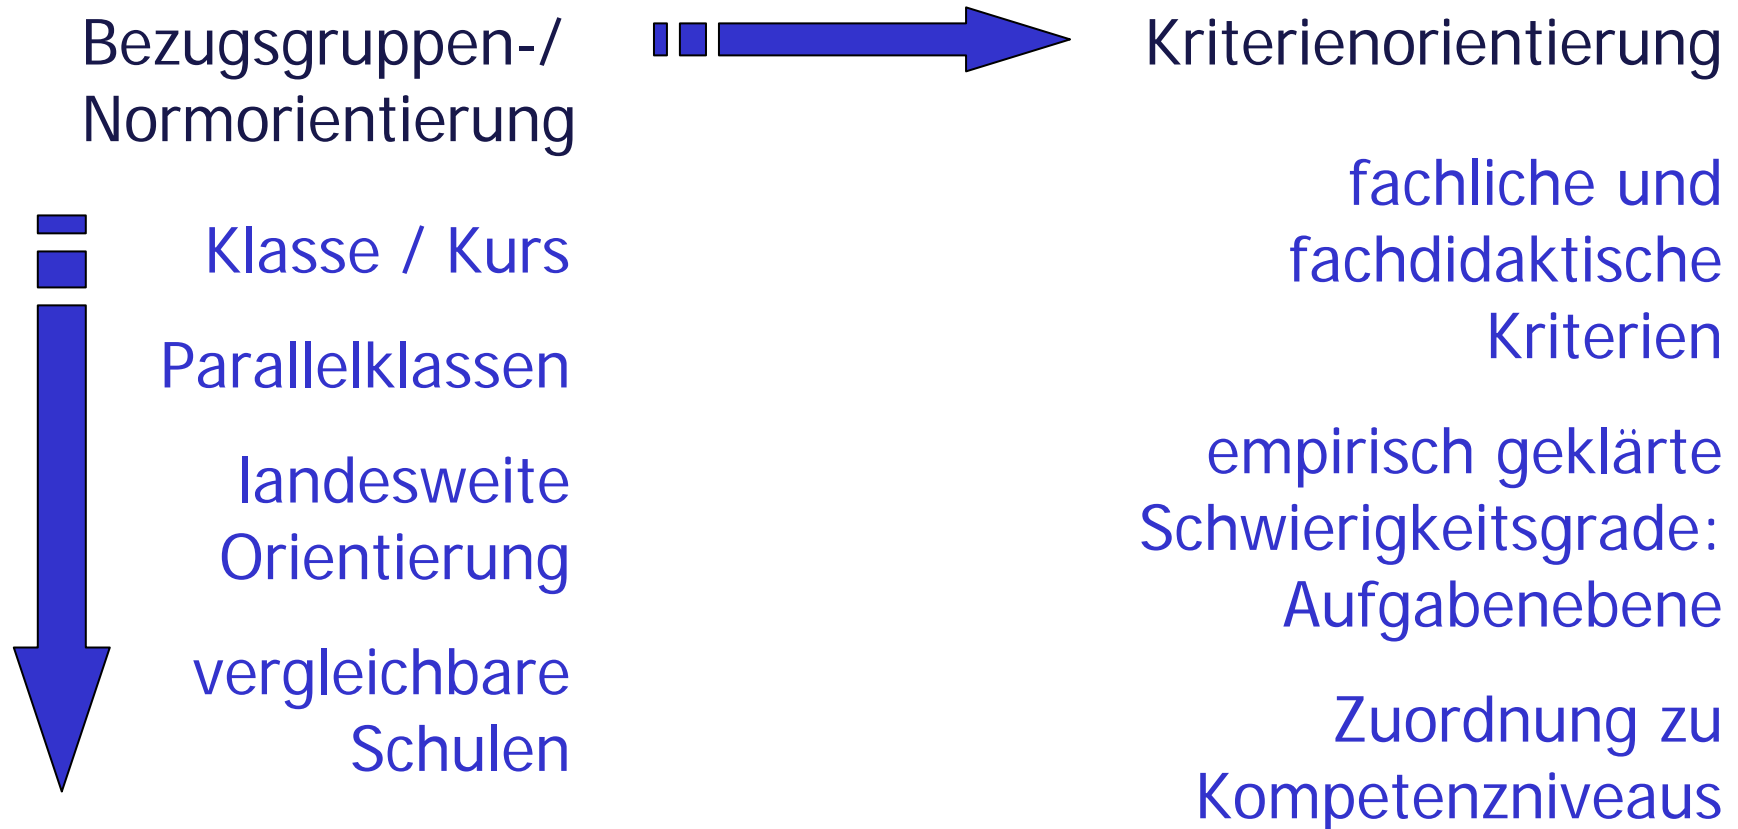 Bezugsgruppen-/
Normorientierung
Klasse / Kurs
Parallelklassen
landesweite
Orientierung
vergleichbare
Schulen
Kriterienorientierung
fachliche und
fachdidaktische
Kriterien
empirisch geklärte
Schwierigkeitsgrade:
Aufgabenebene
Zuordnung zu
Kompetenzniveaus